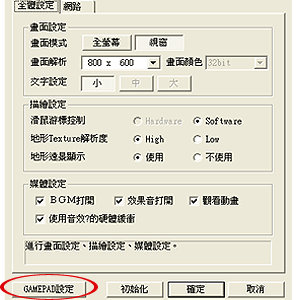 全體設定 網路
畫面設定
畫面模式 全螢幕 視窗
畫面解析 800 x 600 畫面顏色 32bit
文字設定 小 中 大
描繪設定
滑鼠游標控制 Hardware Software
地形Texture解析度 High Low
地形遠景顯示 使用 不使用
媒體設定
BGM打開 效果音打開 觀看動畫
使用音效?的硬體緩衝
進行畫面設定、描繪設定、媒體設定。
GAMEPAD設定 初始化 確定 取消